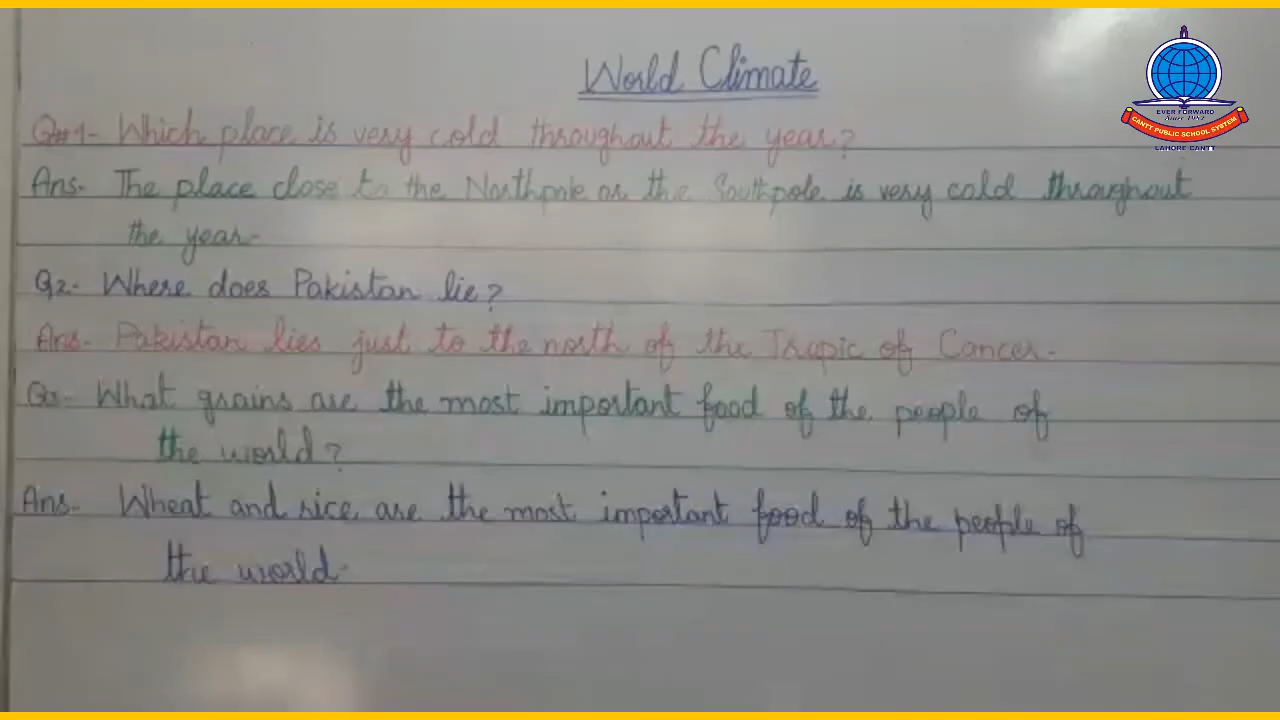 World Climate
Q#1- Which place is very cold throughout the year?
Ans. The place close to the Northpole or the Southpole is very cold throughout
the year.
Q2. Where does Pakistan lie?
Ans. Pakistan lies just to the north of the Tropic of Cancer.
Q3- What grains are the most important food of the people of
the world?
Ans. Wheat and rice are the most important food of the people of
the world.
EVER FORWARD
Since 1982
CANTT PUBLIC SCHOOL SYSTEM
LAHORE CANTT